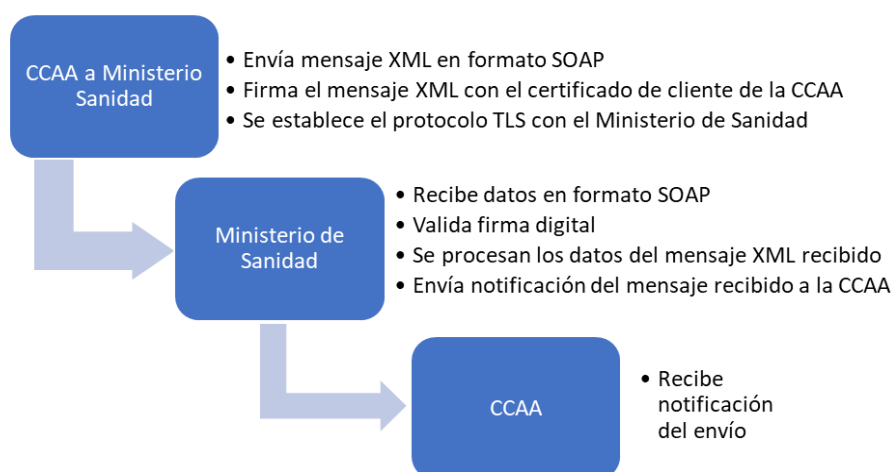 CCAA a Ministerio
Sanidad
• Envía mensaje XML en formato SOAP
• Firma el mensaje XML con el certificado de cliente de la CCAA
• Se establece el protocolo TLS con el Ministerio de Sanidad
Ministerio de
Sanidad
• Recibe datos en formato SOAP
• Valida firma digital
• Se procesan los datos del mensaje XML recibido
• Envía notificación del mensaje recibido a la CCAA
CCAA
• Recibe
notificación
del envío